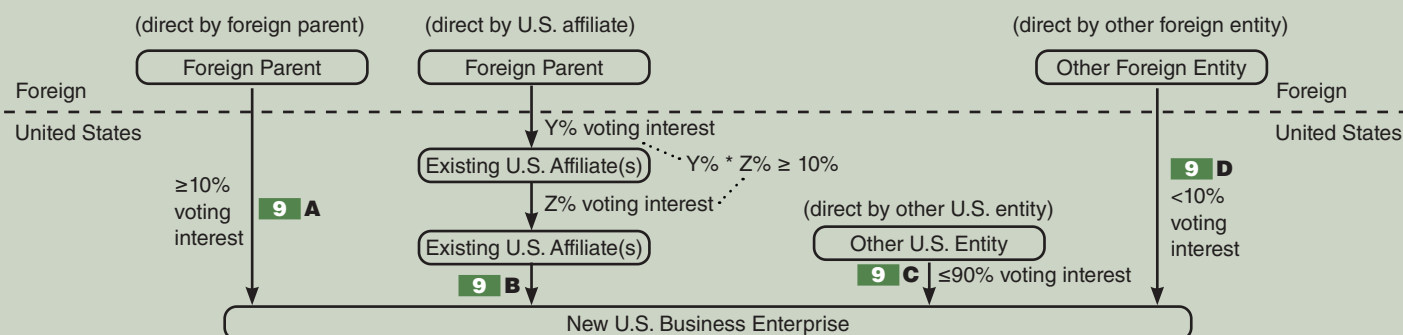 (direct by foreign parent)
(direct by U.S. affiliate)
(direct by other foreign entity)
Foreign Parent
Foreign Parent
Other Foreign Entity
Foreign
Foreign
United States
United States
Y% voting interest
Existing U.S. Affiliate(s)
Y% * Z% ≥ 10%
Z% voting interest
≥10%
voting
interest
9 A
9 D
<10%
voting
interest
(direct by other U.S. entity)
Existing U.S. Affiliate(s)
Other U.S. Entity
9 B
9 C
≤90% voting interest
New U.S. Business Enterprise